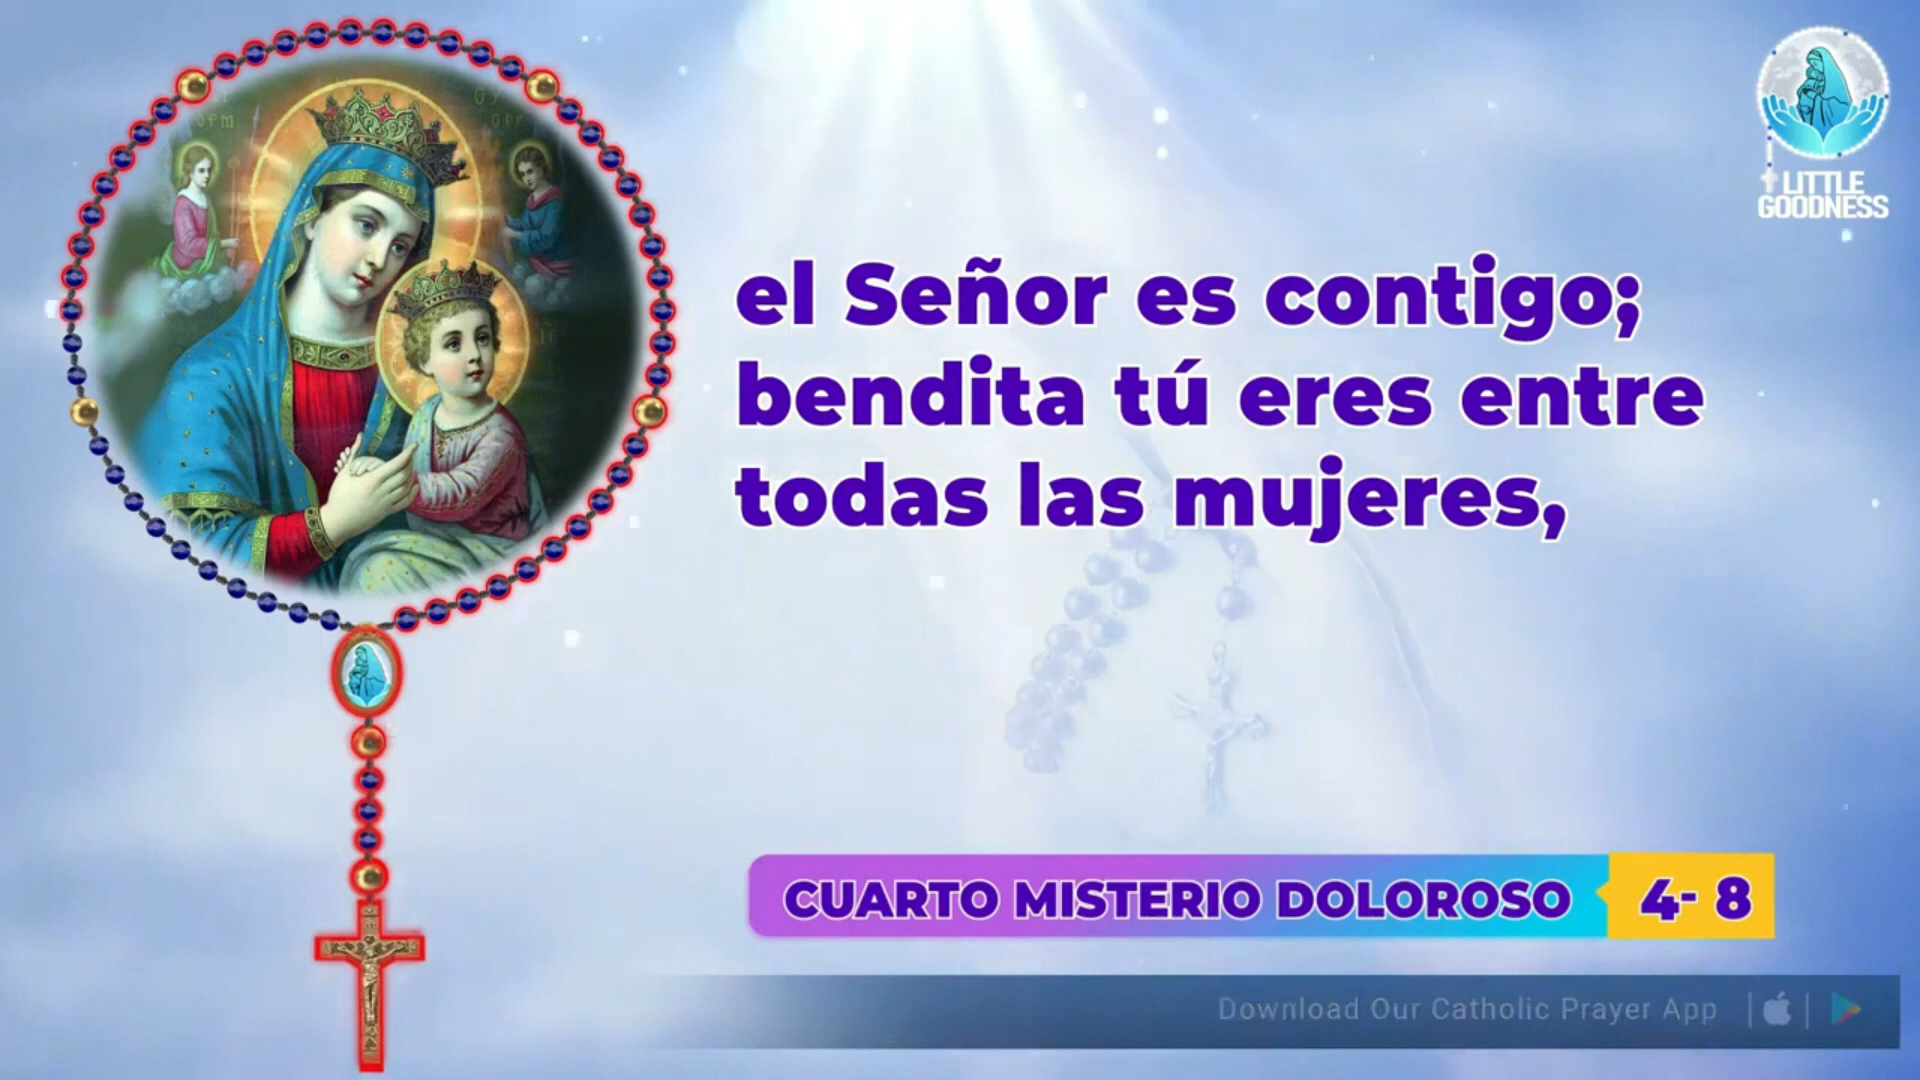 LITTLE
GOODNESS
el Señor es contigo;
bendita tú eres entre
todas las mujeres,
CUARTO MISTERIO DOLOROSO 4- 8
Download Our Catholic Prayer App